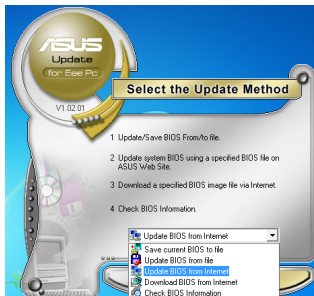 ASUS
Update
(for Eee Pc)
V1.02.01
Select the Update Method
1 Update/Save BIOS From/to file.
2 Update system BIOS using a specified BIOS file on
ASUS Web Site.
3 Download a specified BIOS image file via Internet.
4 Check BIOS Information.
Update BIOS from Internet
Save current BIOS to file
Update BIOS from file
Update BIOS from Internet
Download BIOS from Internet
Check BIOS Information